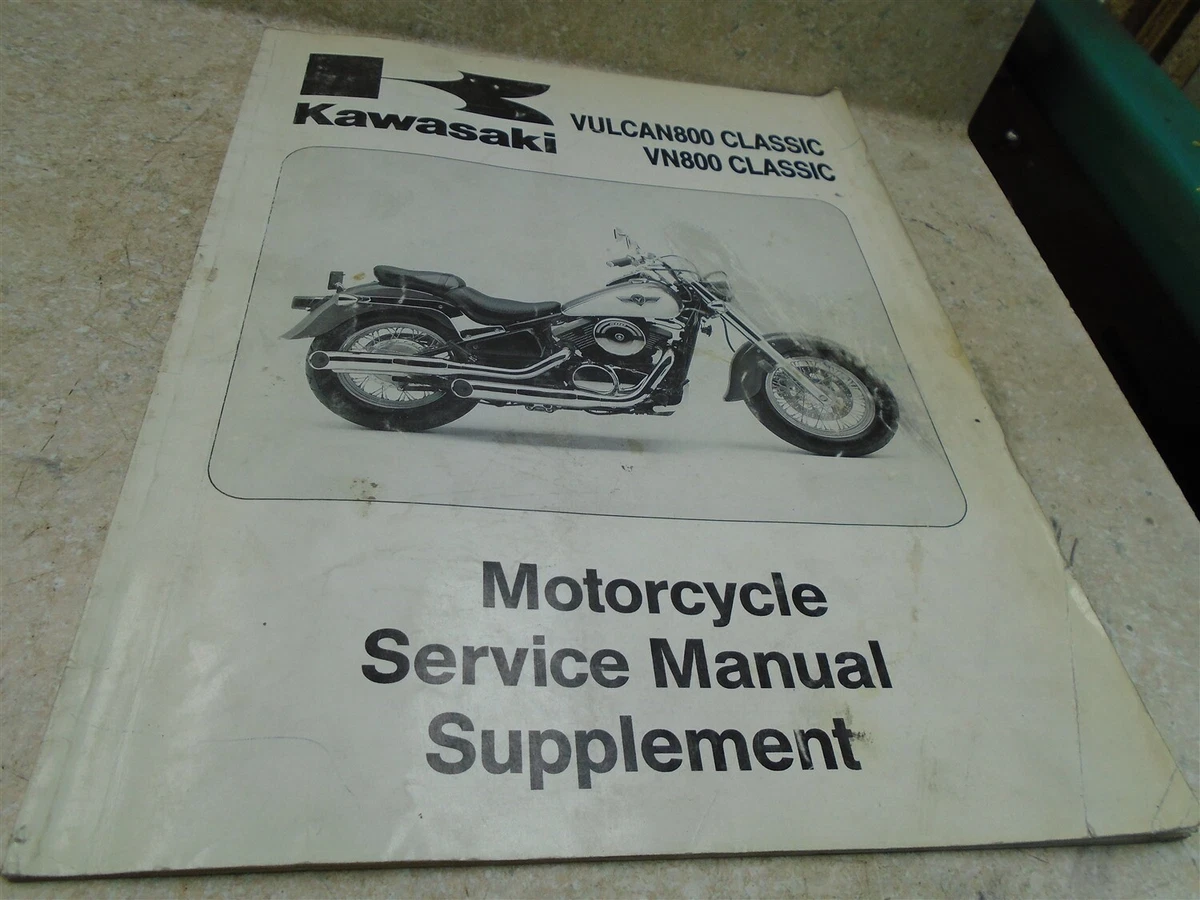 Kawasaki
VULCAN800 CLASSIC
VN800 CLASSIC
Motorcycle
Service Manual
Supplement